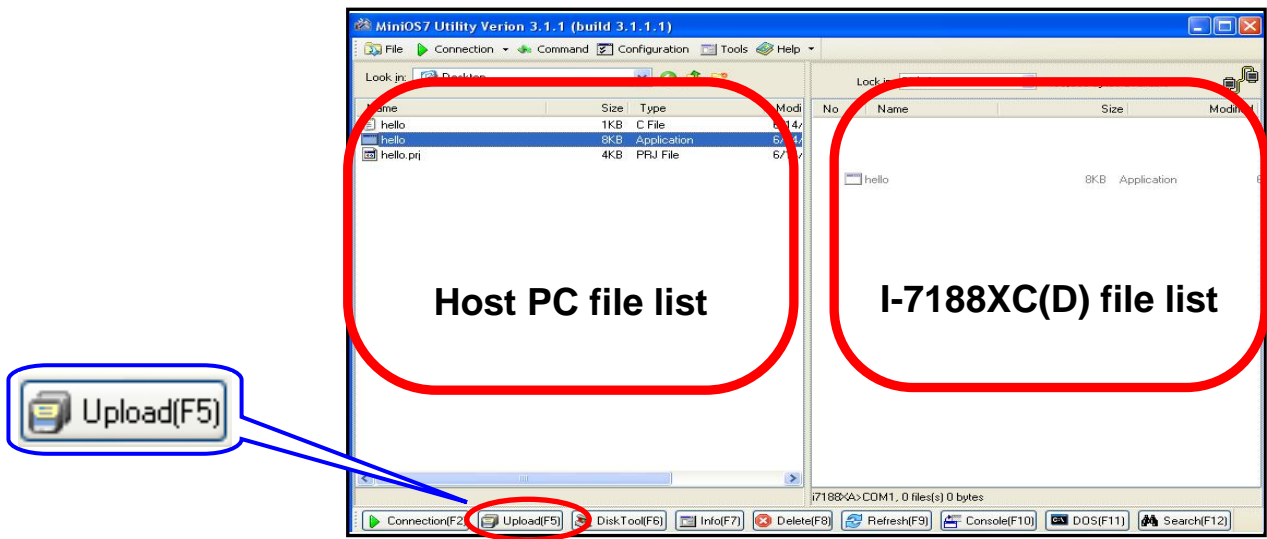 MiniOS7 Utility Verion 3.1.1 (build 3.1.1.1)
File Connection Command Configuration Tools Help
Look in: Desktop
Name Size Type Modi
hello 1KB C File
hello 8KB Application
hello.prj 4KB PRJ File
No Name Size Modified
hello 8KB Application
Host PC file list
I-7188XC(D) file list
Upload(F5)
i7188XA>COM1, 0 files(s) 0 bytes
Connection(F2) Upload(F5) DiskTool(F6) Info(F7) Delete(F8) Refresh(F9) Console(F10) DOS(F11) Search(F12)